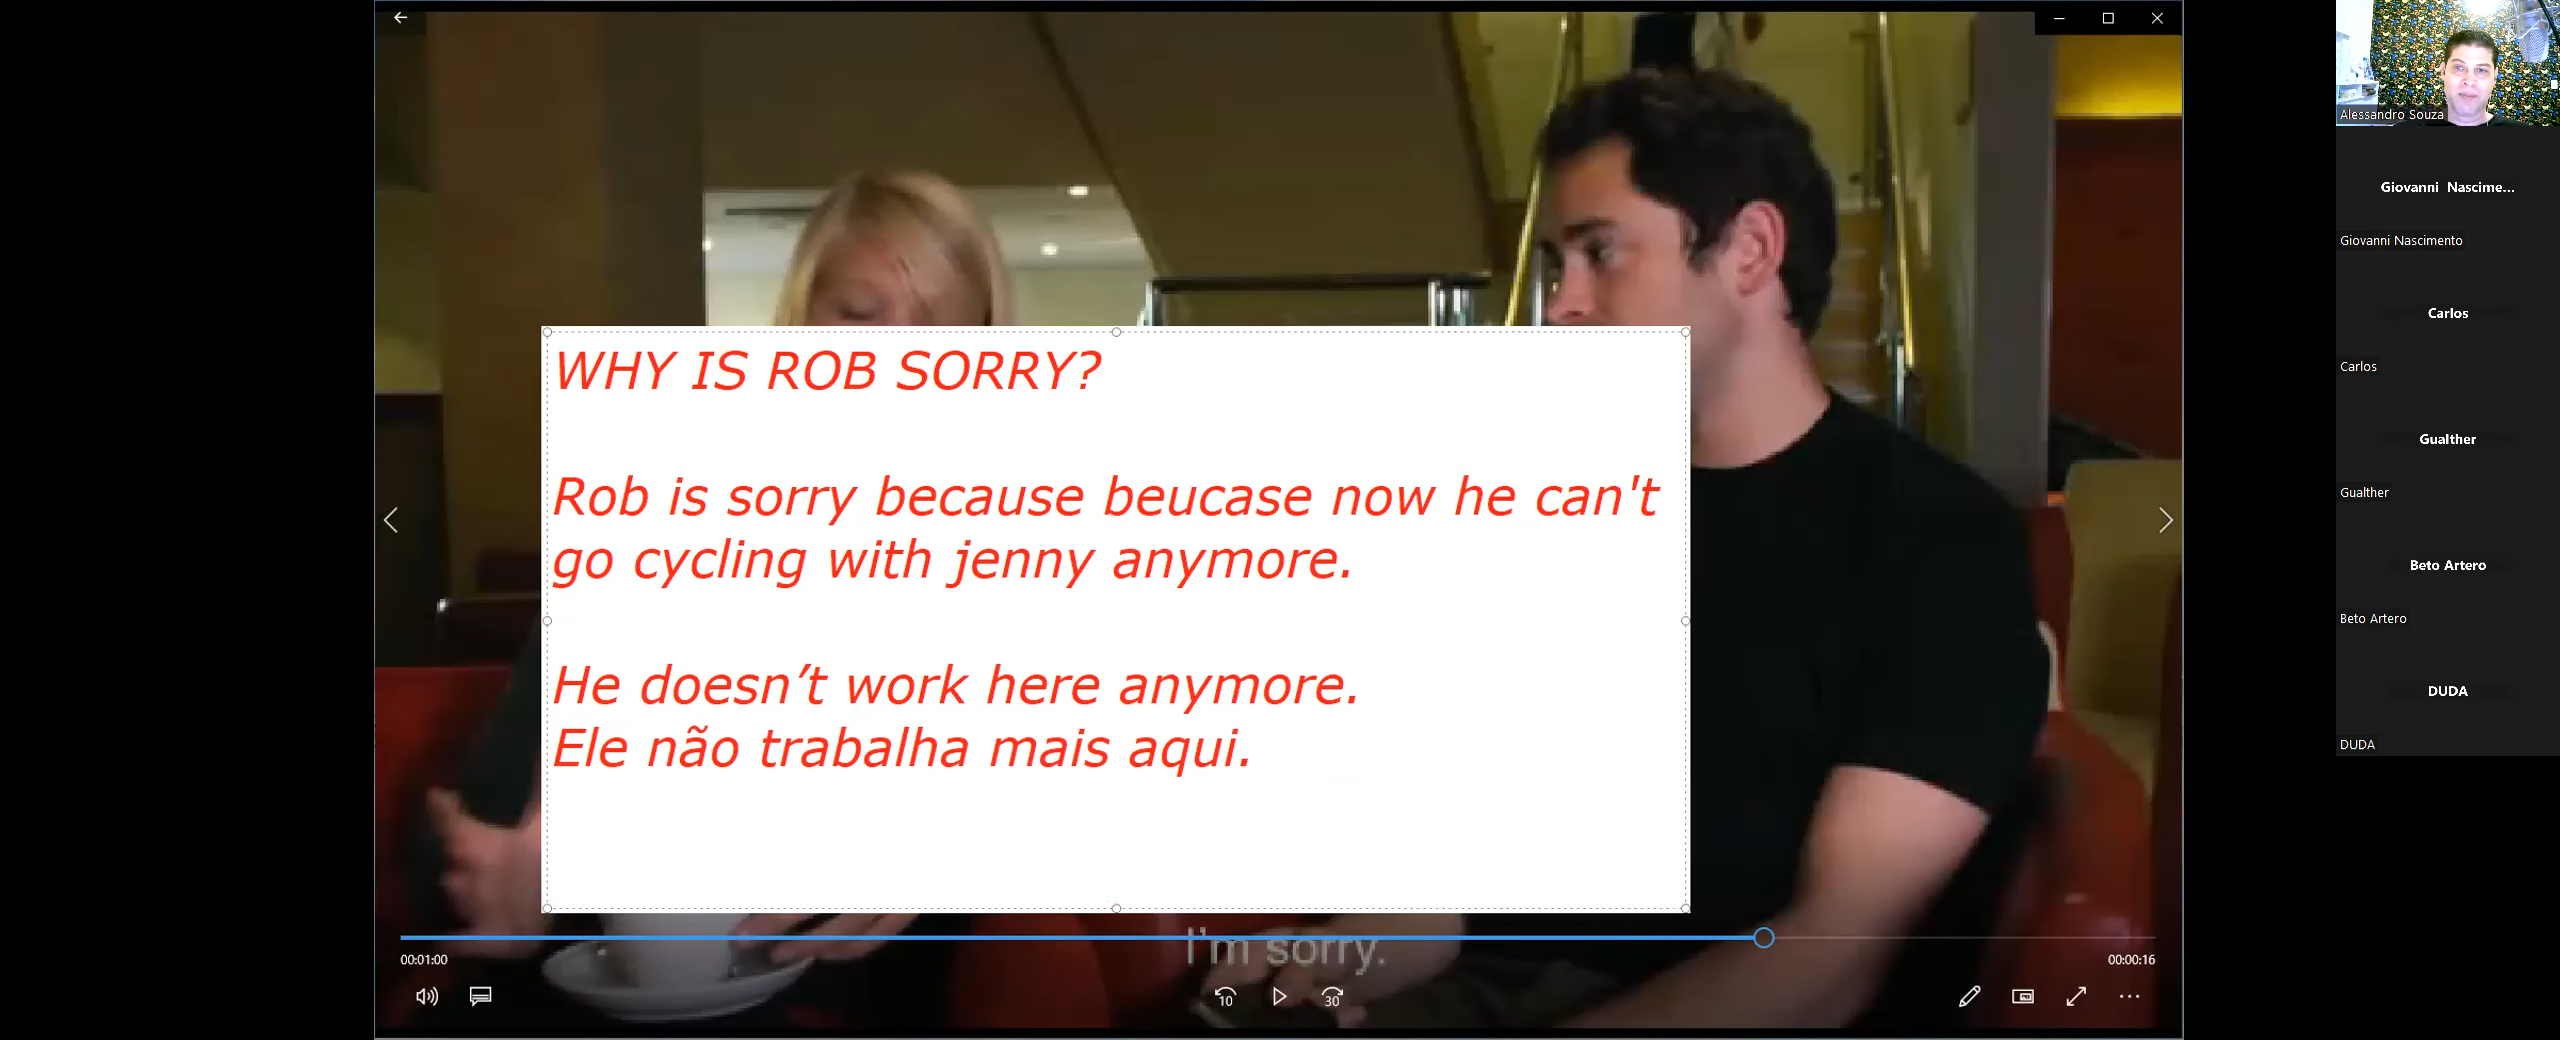 Alessandro Souza
Giovanni Nascime...
Giovanni Nascimento
Carlos
Carlos
Gualther
Gualther
Beto Artero
Beto Artero
DUDA
DUDA
WHY IS ROB SORRY?
Rob is sorry because beucase now he can't
go cycling with jenny anymore.
He doesn’t work here anymore.
Ele não trabalha mais aqui.
I'm sorry.
00:01:00
00:00:16
10
30